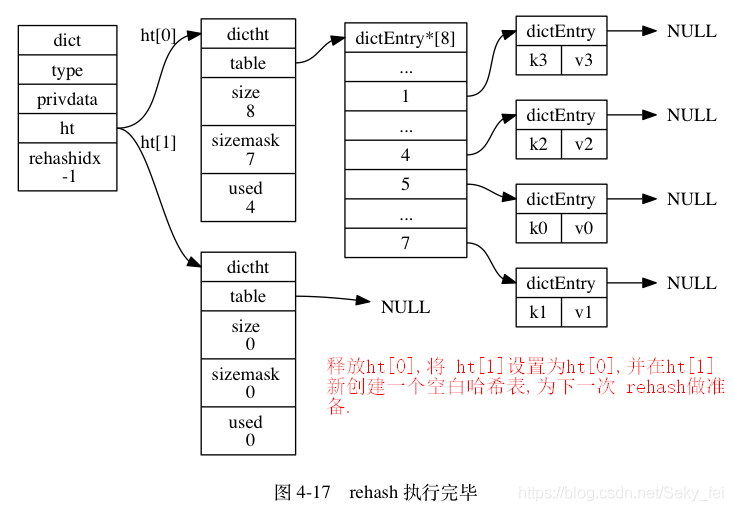 dict
type
privdata
ht
rehashidx
-1
ht[0]
ht[1]
dictht
table
size
8
sizemask
7
used
4
dictht
table
size
0
sizemask
0
used
0
NULL
dictEntry*[8]
...
1
...
4
5
...
7
dictEntry
k3 v3
NULL
dictEntry
k2 v2
NULL
dictEntry
k0 v0
NULL
dictEntry
k1 v1
NULL
释放ht[0],将 ht[1]设置为ht[0],并在ht[1]
新创建一个空白哈希表,为下一次 rehash做准
备.
图 4-17 rehash 执行完毕
https://blog.csdn.net/Seky_fei